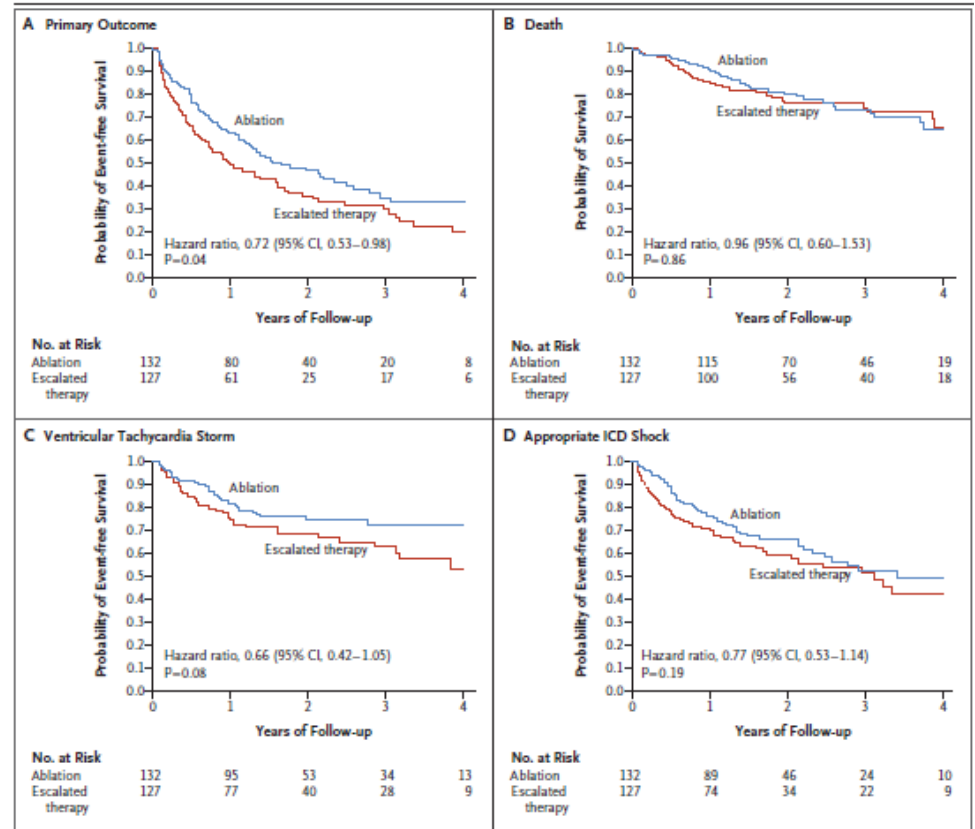 A Primary Outcome
1.0
0.9
0.8
0.7
0.6
0.5
0.4
0.3
0.2
0.1
0.0
Probability of Event-free Survival
Ablation
Escalated therapy
Hazard ratio, 0.72 (95% CI, 0.53–0.98)
P=0.04
0 1 2 3 4
Years of Follow-up
No. at Risk
Ablation 132 80 40 20 8
Escalated 127 61 25 17 6
therapy
B Death
1.0
0.9
0.8
0.7
0.6
0.5
0.4
0.3
0.2
0.1
0.0
Probability of Survival
Ablation
Escalated therapy
Hazard ratio, 0.96 (95% CI, 0.60–1.53)
P=0.86
0 1 2 3 4
Years of Follow-up
No. at Risk
Ablation 132 115 70 46 19
Escalated 127 100 56 40 18
therapy
C Ventricular Tachycardia Storm
1.0
0.9
0.8
0.7
0.6
0.5
0.4
0.3
0.2
0.1
0.0
Probability of Event-free Survival
Ablation
Escalated therapy
Hazard ratio, 0.66 (95% CI, 0.42–1.05)
P=0.08
0 1 2 3 4
Years of Follow-up
No. at Risk
Ablation 132 95 53 34 13
Escalated 127 77 40 28 9
therapy
D Appropriate ICD Shock
1.0
0.9
0.8
0.7
0.6
0.5
0.4
0.3
0.2
0.1
0.0
Probability of Event-free Survival
Ablation
Escalated therapy
Hazard ratio, 0.77 (95% CI, 0.53–1.14)
P=0.19
0 1 2 3 4
Years of Follow-up
No. at Risk
Ablation 132 89 46 24 10
Escalated 127 74 34 22 9
therapy